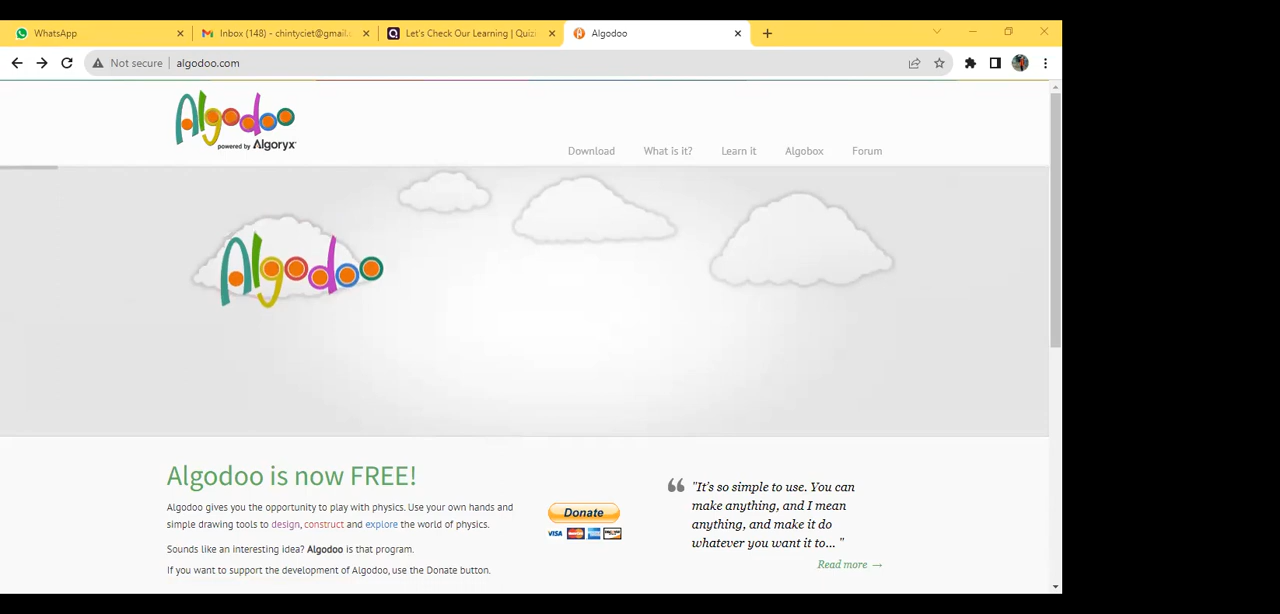 WhatsApp
Inbox (148) - chintyciet@gmail.
Let's Check Our Learning | Quizi
Algodoo
Not secure
algodoo.com
Algodoo
powered by Algoryx
Download
What is it?
Learn it
Algobox
Forum
Algodoo
Algodoo is now FREE!
Algodoo gives you the opportunity to play with physics. Use your own hands and
simple drawing tools to design, construct and explore the world of physics.
Sounds like an interesting idea? Algodoo is that program.
If you want to support the development of Algodoo, use the Donate button.
Donate
VISA
"It's so simple to use. You can
make anything, and I mean
anything, and make it do
whatever you want it to... "
Read more →